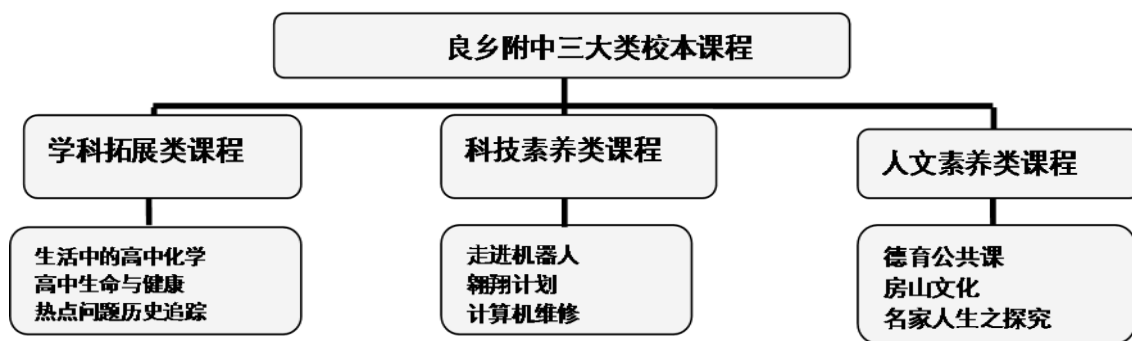 良乡附中三大类校本课程
学科拓展类课程
生活中的高中化学
高中生命与健康
热点问题历史追踪
科技素养类课程
走进机器人
翱翔计划
计算机维修
人文素养类课程
德育公共课
房山文化
名家人生之探究